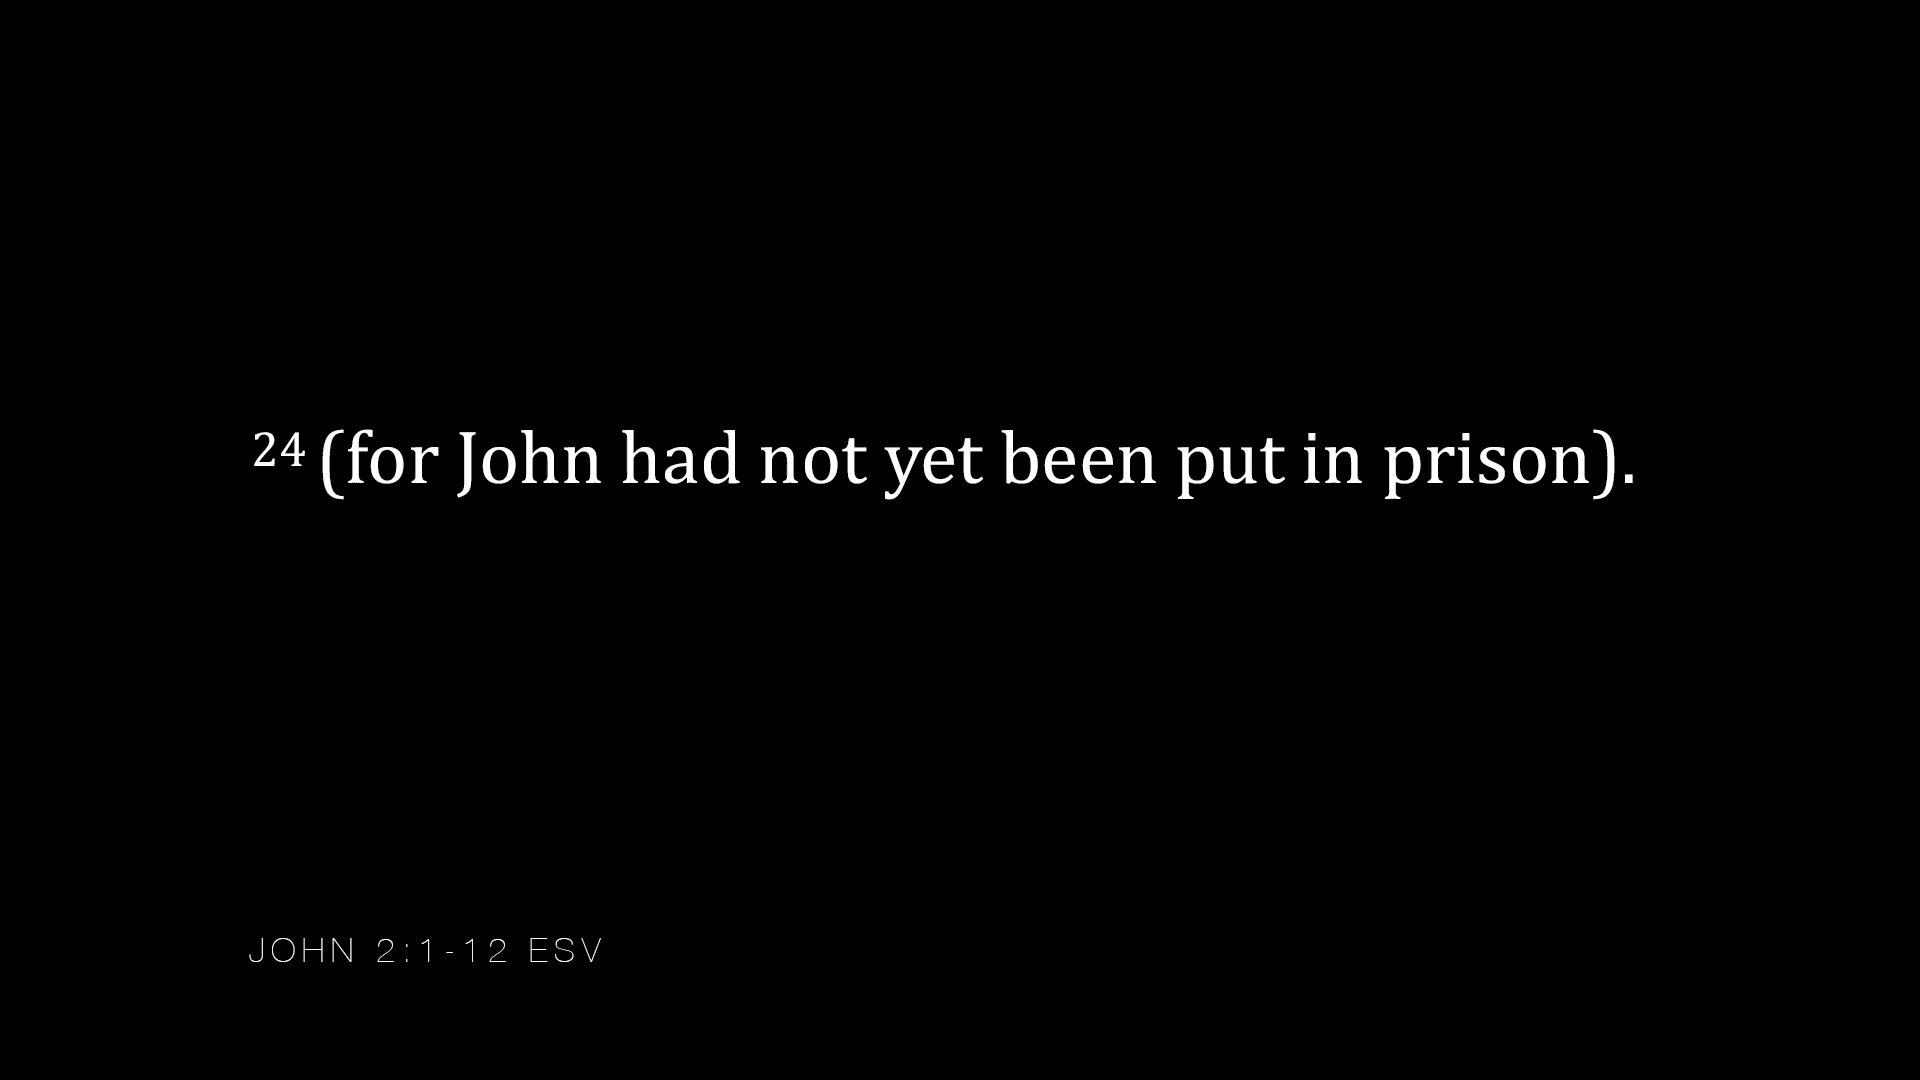 24 (for John had not yet been put in prison).
JOHN 2:1-12 ESV